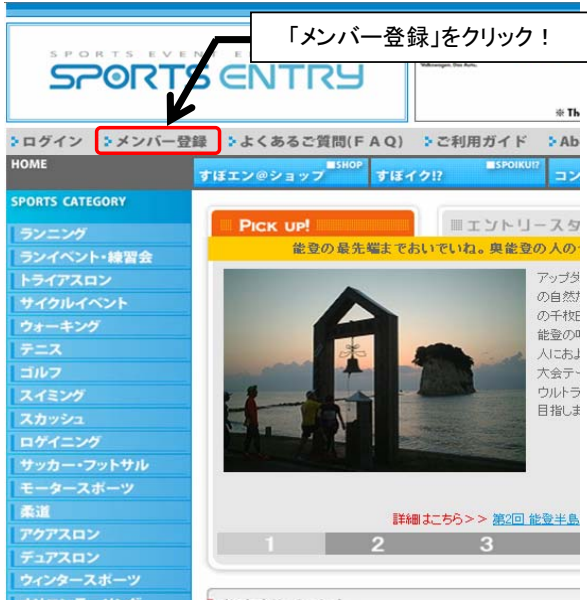 「メンバー登録」をクリック！
SPORTS EVE
SPORTS ENTRY
Volkswagen. Das Auto.
※ Th
ログイン メンバー登録 よくあるご質問(FAQ) ご利用ガイド Ab
HOME
すぽエン＠ショップ ■SHOP すぽイク!? ■SPOIKU!? コン
SPORTS CATEGORY
PICK UP! エントリースタ
能登の最先端までおいでいね。奥能登の人の
ランニング
ランイベント・練習会
トライアスロン
サイクルイベント
ウォーキング
テニス
ゴルフ
スイミング
スカッシュ
ロゲイニング
サッカー・フットサル
モータースポーツ
柔道
アクアスロン
デュアスロン
ウィンタースポーツ
アップダ
の自然
の千枚
能登の
人におよ
大会テー
ウルトラ
目指しま
詳細はこちら>> 第2回 能登半島
1 2 3